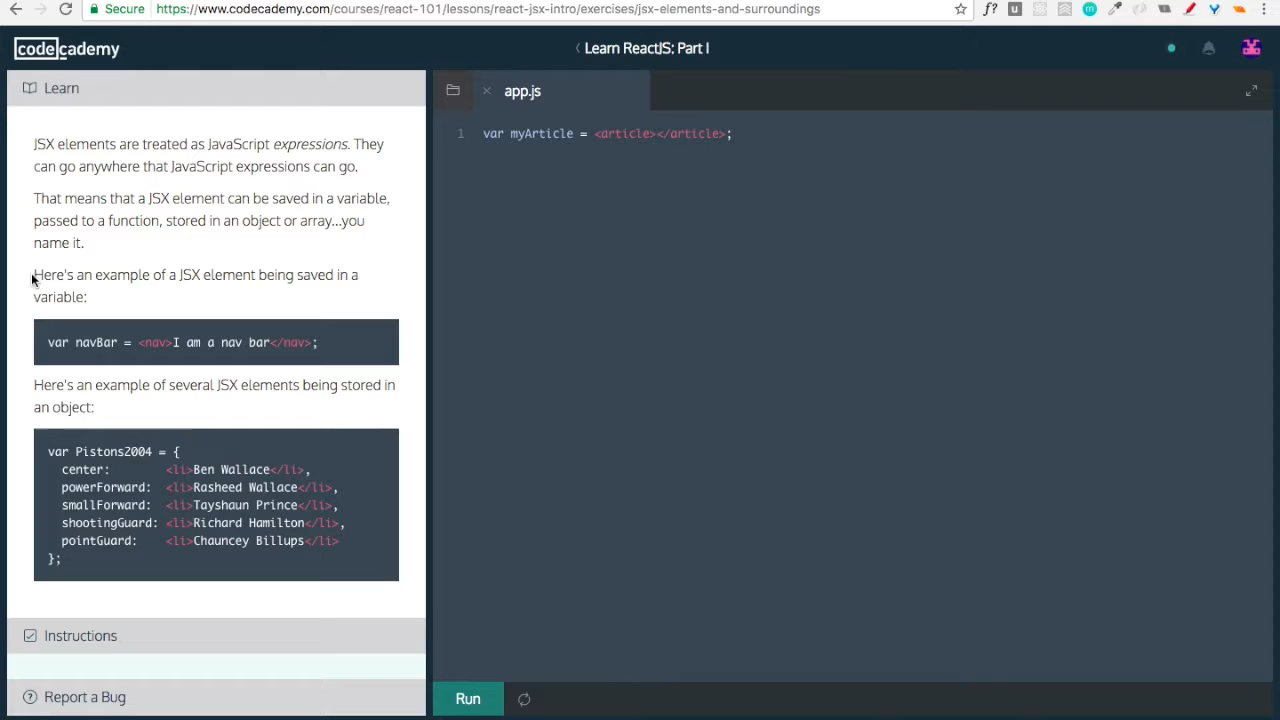 Secure https://www.codecademy.com/courses/react-101/lessons/react-jsx-intro/exercises/jsx-elements-and-surroundings
f?
codecademy
Learn ReactJS: Part I
Learn
app.js
JSX elements are treated as JavaScript expressions. They
can go anywhere that JavaScript expressions can go.
That means that a JSX element can be saved in a variable,
passed to a function, stored in an object or array...you
name it.
Here's an example of a JSX element being saved in a
variable:
var navBar = <nav>I am a nav bar</nav>;
Here's an example of several JSX elements being stored in
an object:
var Pistons2004 = {
center: <li>Ben Wallace</li>,
powerForward: <li>Rasheed Wallace</li>,
smallForward: <li>Tayshaun Prince</li>,
shootingGuard: <li>Richard Hamilton</li>,
pointGuard: <li>Chauncey Billups</li>
};
Instructions
Report a Bug
1 var myArticle = <article></article>;
Run